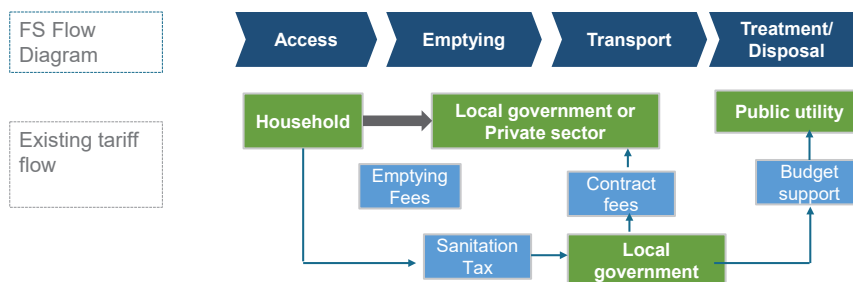 FS Flow
Diagram
Access
Emptying
Transport
Treatment/
Disposal
Existing tariff
flow
Household
Local government or
Private sector
Public utility
Emptying
Fees
Contract
fees
Budget
support
Sanitation
Tax
Local
government